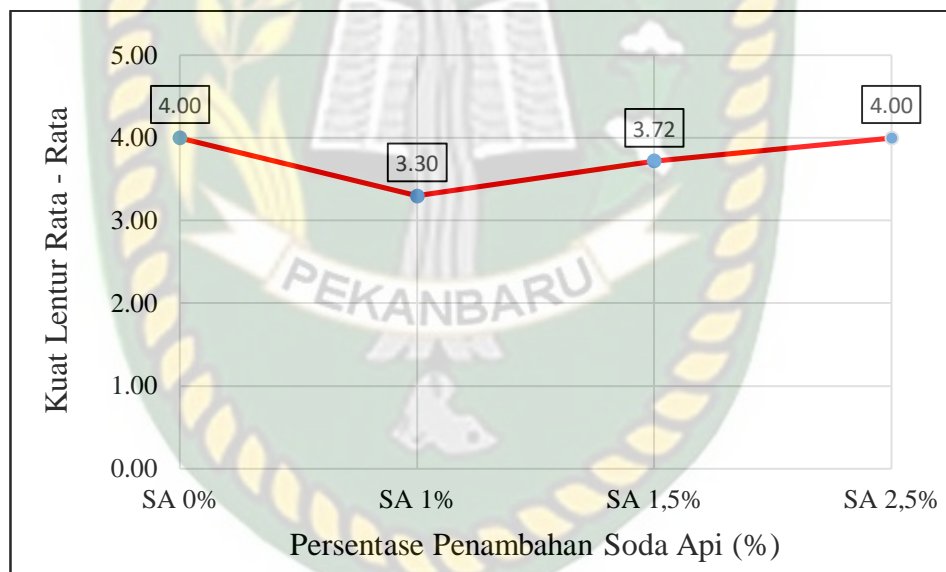 5.00
4.00
3.00
2.00
1.00
0.00
Kuat Lentur Rata - Rata
4.00
3.30
3.72
4.00
PEKANBARU
SA 0%
SA 1%
SA 1,5%
SA 2,5%
Persentase Penambahan Soda Api (%)